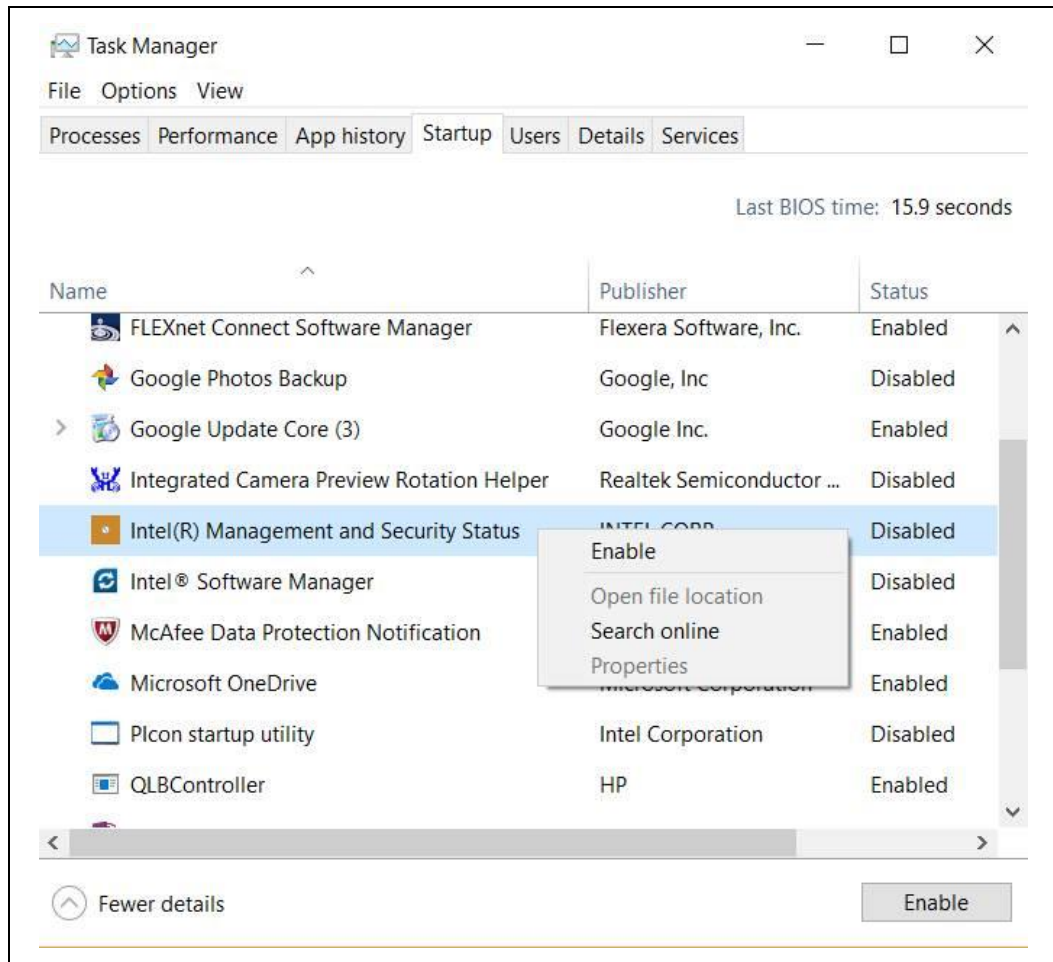 Task Manager
File Options View
Processes Performance App history Startup Users Details Services
Last BIOS time: 15.9 seconds
Name Publisher Status
FLEXnet Connect Software Manager Flexera Software, Inc. Enabled
Google Photos Backup Google, Inc Disabled
Google Update Core (3) Google Inc. Enabled
Integrated Camera Preview Rotation Helper Realtek Semiconductor ... Disabled
Intel(R) Management and Security Status INTEL CORP Disabled
Enable
Intel® Software Manager Disabled
Open file location
Search online
McAfee Data Protection Notification Enabled
Properties
Microsoft OneDrive Microsoft Corporation Enabled
PIcon startup utility Intel Corporation Disabled
QLBController HP Enabled
Fewer details Enable